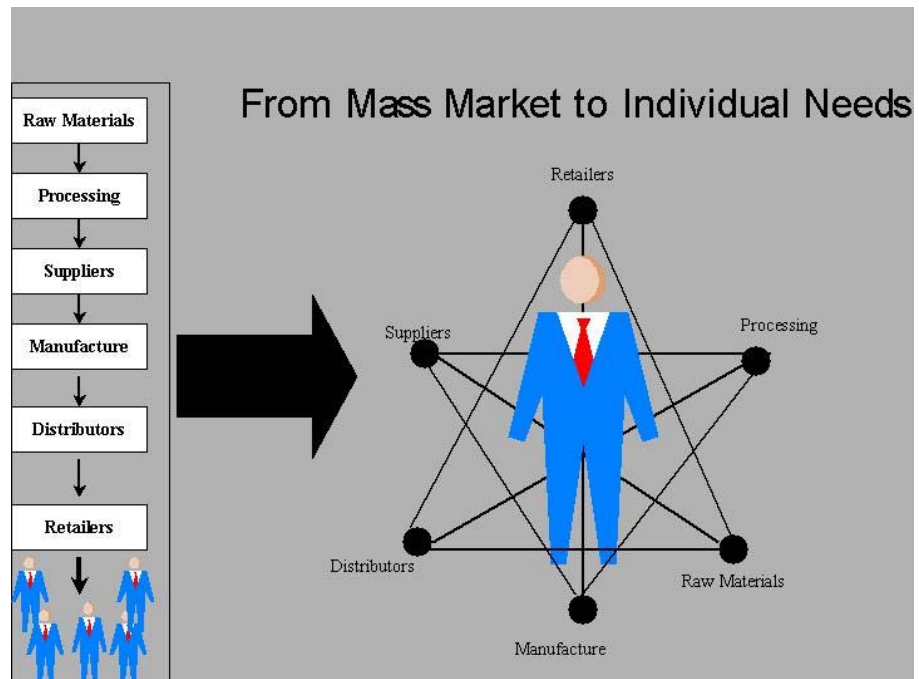 From Mass Market to Individual Needs
Raw Materials
Processing
Suppliers
Manufacture
Distributors
Retailers
Retailers
Suppliers
Processing
Distributors
Raw Materials
Manufacture